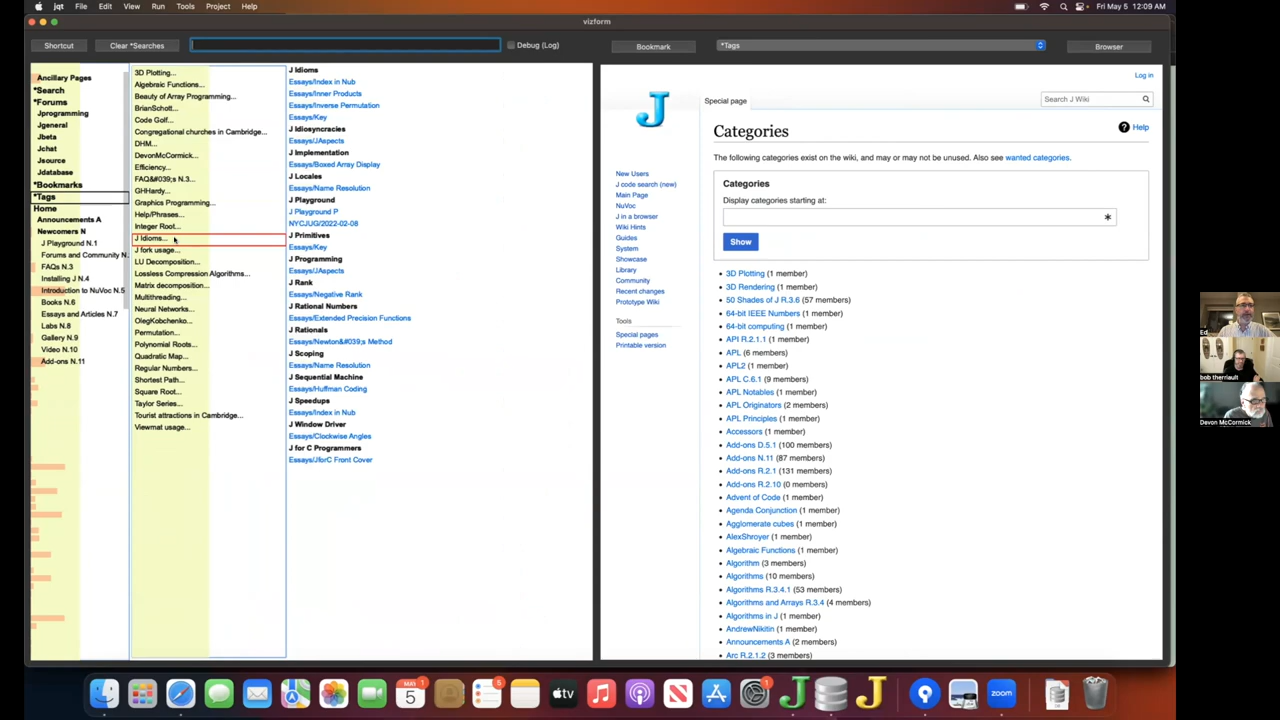 jqt File Edit View Run Tools Project Help
Fri May 5 12:09 AM
vizform
Shortcut
Clear *Searches
Debug (Log)
Bookmark
*Tags
Browser
Ancillary Pages
*Search
*Forums
Jprogramming
Jgeneral
Jbeta
Jchat
Jsource
Jdatabase
*Bookmarks
*Tags
Home
Announcements A
Newcomers N
J Playground N.1
Forums and Community N.
FAQs N.3
Installing J N.4
Introduction to NuVoc N.5
Books N.6
Essays and Articles N.7
Labs N.8
Gallery N.9
Video N.10
Add-ons N.11
3D Plotting...
Algebraic Functions...
Beauty of Array Programming...
BrianSchott...
Code Golf...
Congregational churches in Cambridge...
DHM...
DevonMcCormick...
Efficiency...
FAQ&#039;s N.3...
GHHardy...
Graphics Programming...
Help/Phrases...
Integer Root...
J Idioms...
J fork usage...
LU Decomposition...
Lossless Compression Algorithms...
Matrix decomposition...
Multithreading...
Neural Networks...
OlegKobchenko...
Permutation...
Polynomial Roots...
Quadratic Map...
Regular Numbers...
Shortest Path...
Square Root...
Taylor Series...
Tourist attractions in Cambridge...
Viewmat usage...
J Idioms
Essays/Index in Nub
Essays/Inner Products
Essays/Inverse Permutation
Essays/Key
J Idiosyncracies
Essays/JAspects
J Implementation
Essays/Boxed Array Display
J Locales
Essays/Name Resolution
J Playground
J Playground P
NYCJUG/2022-02-08
J Primitives
Essays/Key
J Programming
Essays/JAspects
J Rank
Essays/Negative Rank
J Rational Numbers
Essays/Extended Precision Functions
J Rationals
Essays/Newton&#039;s Method
J Scoping
Essays/Name Resolution
J Sequential Machine
Essays/Huffman Coding
J Speedups
Essays/Index in Nub
J Window Driver
Essays/Clockwise Angles
J for C Programmers
Essays/JforC Front Cover
Log in
Special page
Search J Wiki
Categories
Help
The following categories exist on the wiki, and may or may not be unused. Also see wanted categories.
New Users
J code search (new)
Main Page
NuVoc
J in a browser
Wiki Hints
Guides
System
Showcase
Library
Community
Recent changes
Prototype Wiki
Tools
Special pages
Printable version
Categories
Display categories starting at:
Show
• 3D Plotting (1 member)
• 3D Rendering (1 member)
• 50 Shades of J R.3.6 (57 members)
• 64-bit IEEE Numbers (1 member)
• 64-bit computing (1 member)
• API R.2.1.1 (1 member)
• APL (6 members)
• APL2 (1 member)
• APL C.6.1 (9 members)
• APL Notables (1 member)
• APL Originators (2 members)
• APL Principles (1 member)
• Accessors (1 member)
• Add-ons D.5.1 (100 members)
• Add-ons N.11 (87 members)
• Add-ons R.2.1 (131 members)
• Add-ons R.2.10 (0 members)
• Advent of Code (1 member)
• Agenda Conjunction (1 member)
• Agglomerate cubes (1 member)
• AlexShroyer (1 member)
• Algebraic Functions (1 member)
• Algorithm (3 members)
• Algorithms (10 members)
• Algorithms R.3.4.1 (53 members)
• Algorithms and Arrays R.3.4 (4 members)
• Algorithms in J (1 member)
• AndrewNikitin (1 member)
• Announcements A (2 members)
• Arc R.2.1.2 (3 members)
Ed
bob therriault
Devon McCormick
MAY
5
tv
zoom